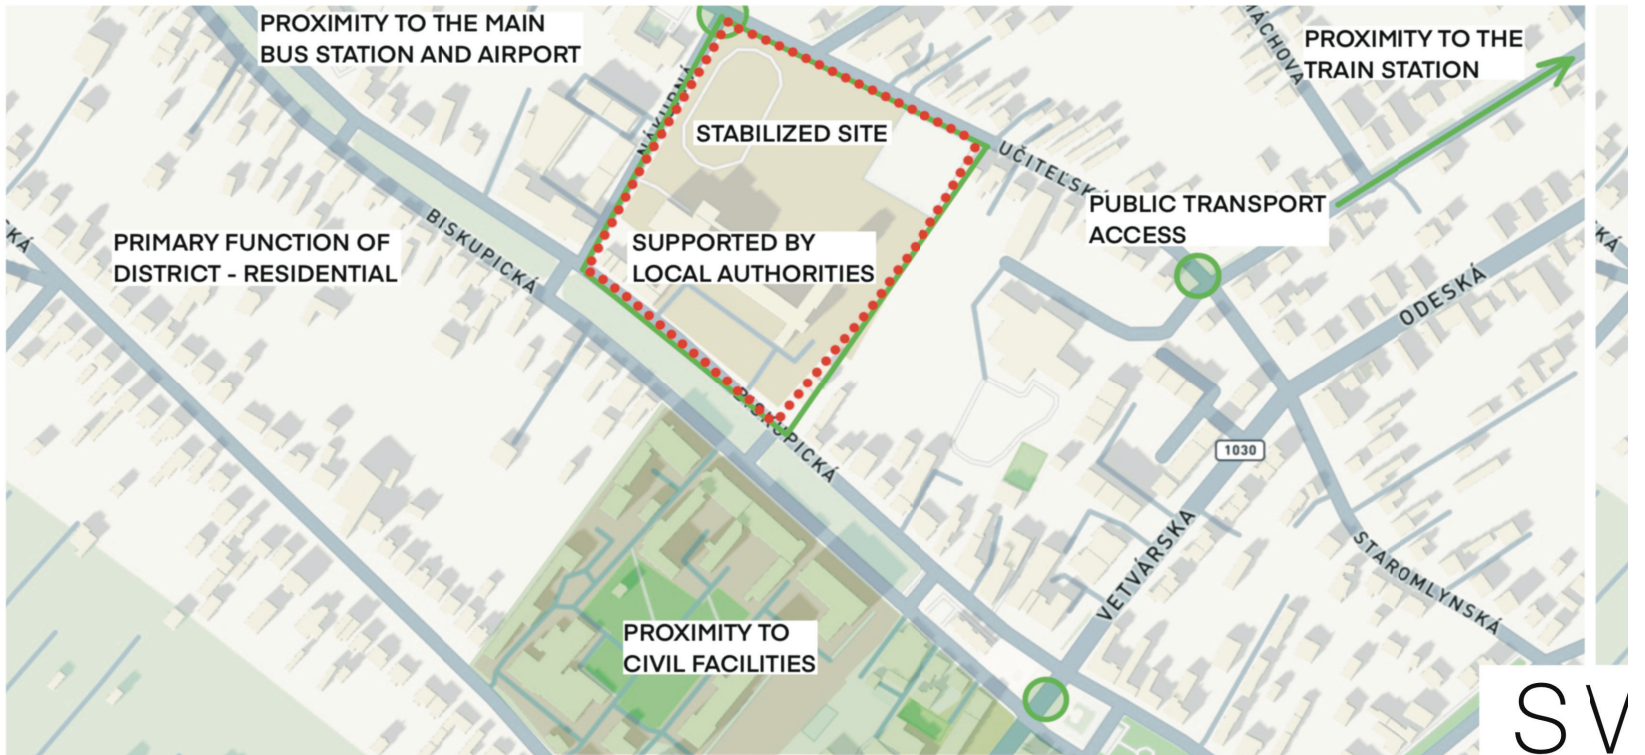 PROXIMITY TO THE MAIN
BUS STATION AND AIRPORT
PROXIMITY TO THE
TRAIN STATION
NÁKUPNÁ
STABILIZED SITE
UČITEĽSKÁ
PUBLIC TRANSPORT
ACCESS
PRIMARY FUNCTION OF
DISTRICT - RESIDENTIAL
BISKUPICKÁ
SUPPORTED BY
LOCAL AUTHORITIES
ODESKÁ
BISKUPICKÁ
1030
VETVÁRSKA
STAROMLYNSKÁ
PROXIMITY TO
CIVIL FACILITIES